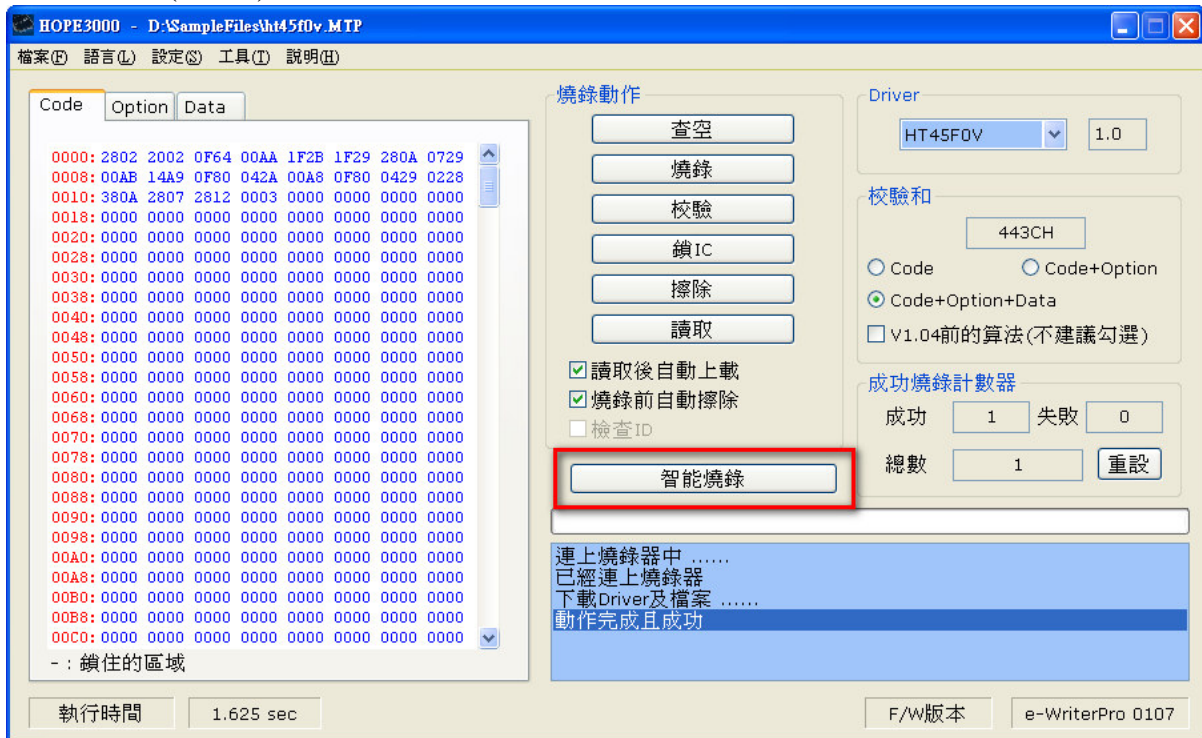 HOPE3000 - D:\SampleFiles\ht45f0v.MTP
檔案(F) 語言(L) 設定(S) 工具(T) 說明(H)
Code Option Data
0000: 2802 2002 0F64 00AA 1F2B 1F29 280A 0729
0008: 00AB 14A9 0F80 042A 00A8 0F80 0429 0228
0010: 380A 2807 2812 0003 0000 0000 0000 0000
0018: 0000 0000 0000 0000 0000 0000 0000 0000
0020: 0000 0000 0000 0000 0000 0000 0000 0000
0028: 0000 0000 0000 0000 0000 0000 0000 0000
0030: 0000 0000 0000 0000 0000 0000 0000 0000
0038: 0000 0000 0000 0000 0000 0000 0000 0000
0040: 0000 0000 0000 0000 0000 0000 0000 0000
0048: 0000 0000 0000 0000 0000 0000 0000 0000
0050: 0000 0000 0000 0000 0000 0000 0000 0000
0058: 0000 0000 0000 0000 0000 0000 0000 0000
0060: 0000 0000 0000 0000 0000 0000 0000 0000
0068: 0000 0000 0000 0000 0000 0000 0000 0000
0070: 0000 0000 0000 0000 0000 0000 0000 0000
0078: 0000 0000 0000 0000 0000 0000 0000 0000
0080: 0000 0000 0000 0000 0000 0000 0000 0000
0088: 0000 0000 0000 0000 0000 0000 0000 0000
0090: 0000 0000 0000 0000 0000 0000 0000 0000
0098: 0000 0000 0000 0000 0000 0000 0000 0000
00A0: 0000 0000 0000 0000 0000 0000 0000 0000
00A8: 0000 0000 0000 0000 0000 0000 0000 0000
00B0: 0000 0000 0000 0000 0000 0000 0000 0000
00B8: 0000 0000 0000 0000 0000 0000 0000 0000
00C0: 0000 0000 0000 0000 0000 0000 0000 0000
- : 鎖住的區域
燒錄動作
查空
燒錄
校驗
鎖IC
擦除
讀取
讀取後自動上載
燒錄前自動擦除
檢查ID
智能燒錄
Driver
HT45F0V 1.0
校驗和
443CH
Code Code+Option
Code+Option+Data
V1.04前的算法(不建議勾選)
成功燒錄計數器
成功 1 失敗 0
總數 1 重設
連上燒錄器中 ......
已經連上燒錄器
下載Driver及檔案 ......
動作完成且成功
執行時間 1.625 sec
F/W版本 e-WriterPro 0107